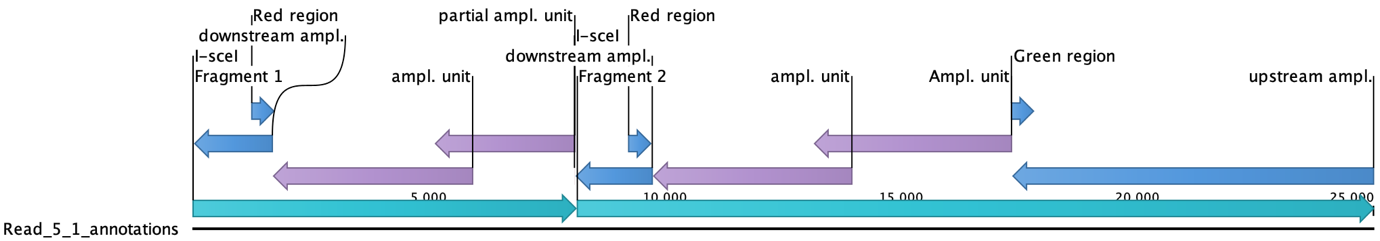 Red region
partial ampl. unit
Red region
downstream ampl.
I-sceI
I-sceI
downstream ampl.
Green region
Fragment 1
ampl. unit
Fragment 2
ampl. unit
Ampl. unit
upstream ampl.
5 000
10 000
15 000
20 000
25 000
Read_5_1_annotations